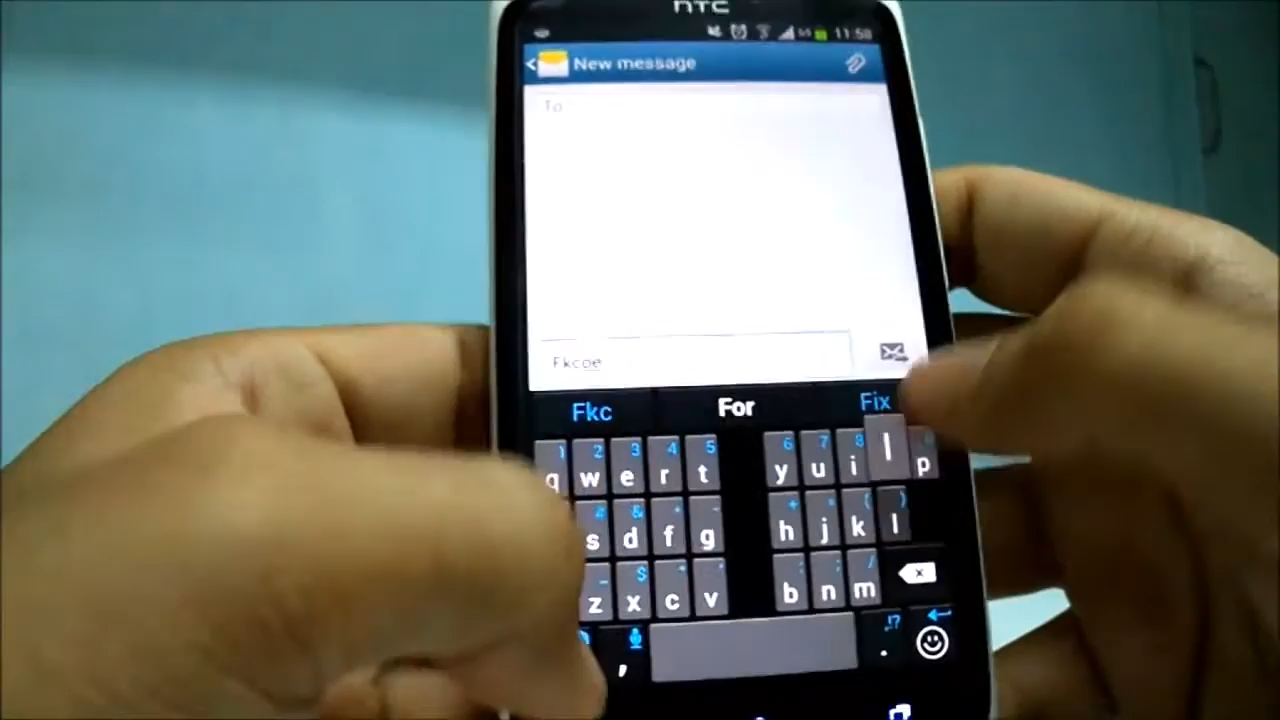 HTC
11:58
New message
To
Fkcoe
Fkc For Fix
1 2 3 4 5 6 7 8
q w e r t y u i l p
s d f g h j k l
z x c v b n m
, .